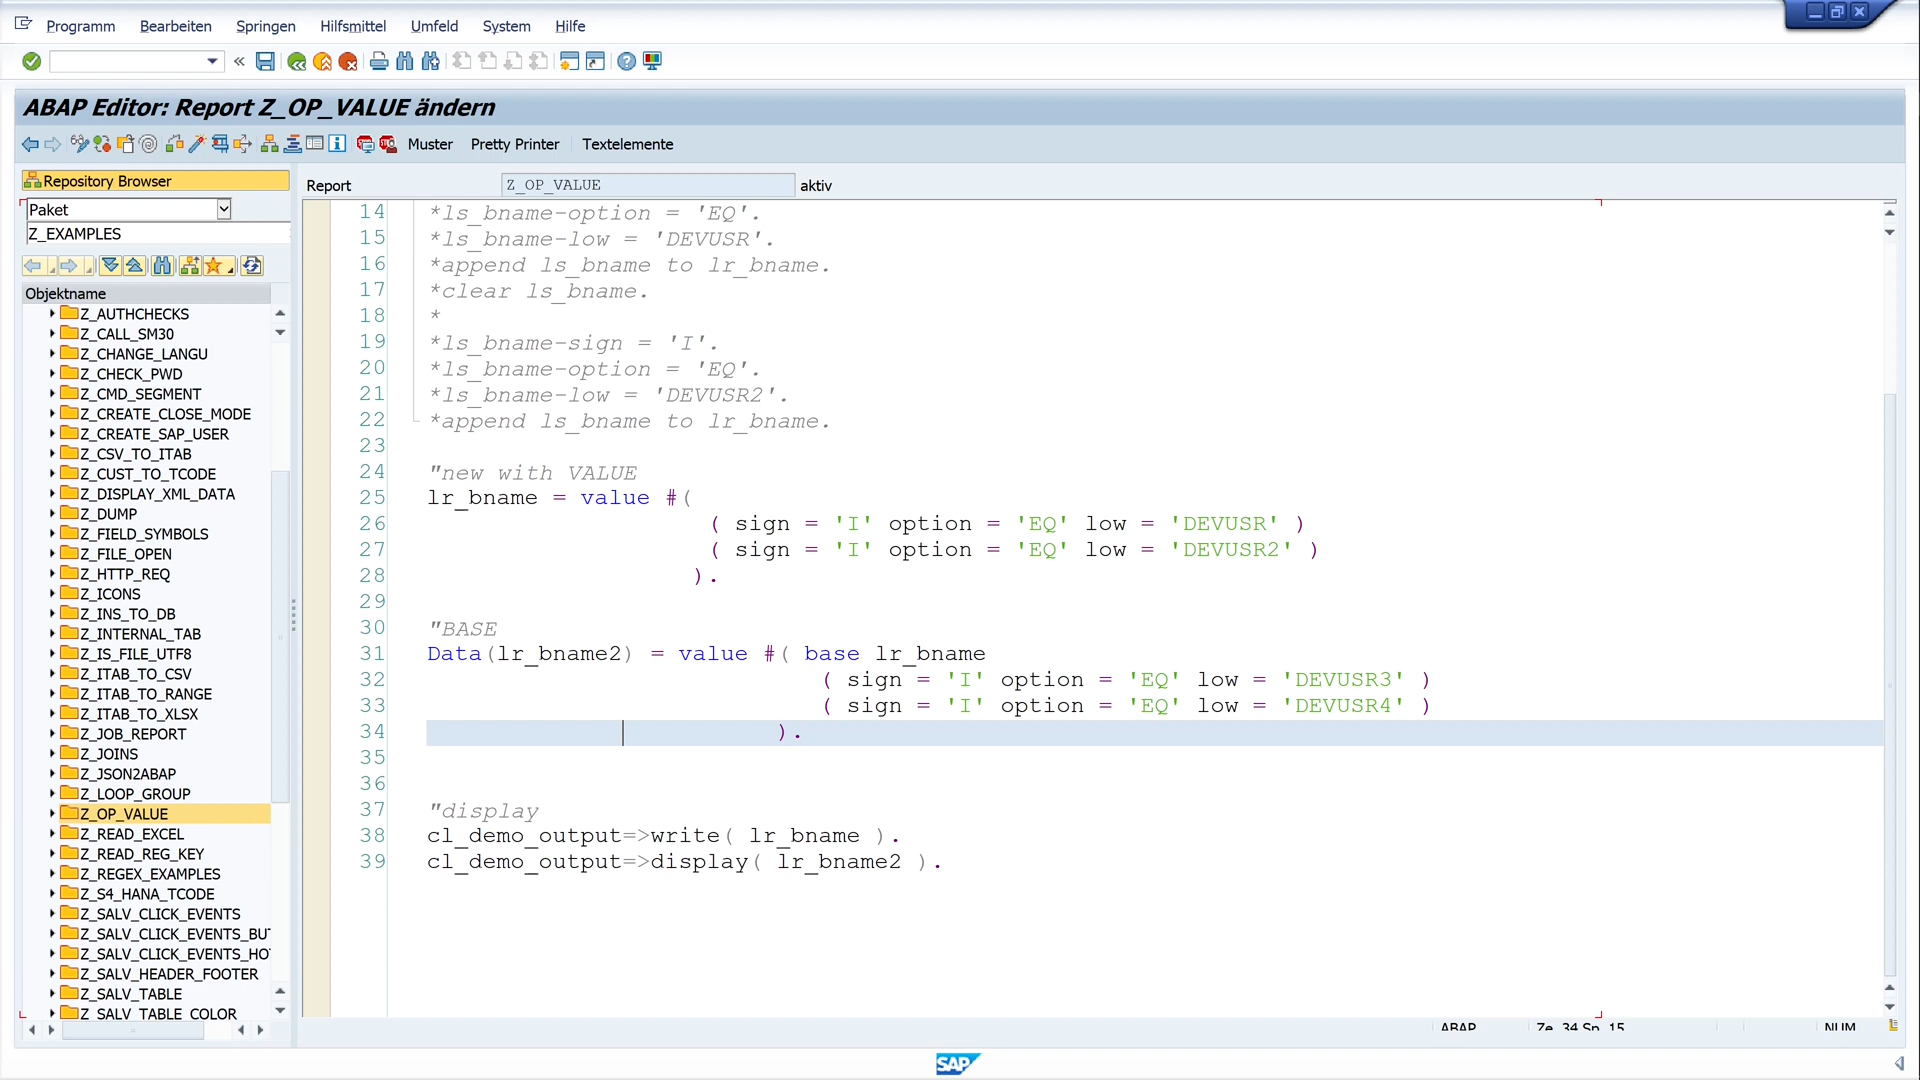 Programm Bearbeiten Springen Hilfsmittel Umfeld System Hilfe
ABAP Editor: Report Z_OP_VALUE ändern
Muster Pretty Printer Textelemente
Repository Browser
Paket
Z_EXAMPLES
Objektname
Z_AUTHCHECKS
Z_CALL_SM30
Z_CHANGE_LANGU
Z_CHECK_PWD
Z_CMD_SEGMENT
Z_CREATE_CLOSE_MODE
Z_CREATE_SAP_USER
Z_CSV_TO_ITAB
Z_CUST_TO_TCODE
Z_DISPLAY_XML_DATA
Z_DUMP
Z_FIELD_SYMBOLS
Z_FILE_OPEN
Z_HTTP_REQ
Z_ICONS
Z_INS_TO_DB
Z_INTERNAL_TAB
Z_IS_FILE_UTF8
Z_ITAB_TO_CSV
Z_ITAB_TO_RANGE
Z_ITAB_TO_XLSX
Z_JOB_REPORT
Z_JOINS
Z_JSON2ABAP
Z_LOOP_GROUP
Z_OP_VALUE
Z_READ_EXCEL
Z_READ_REG_KEY
Z_REGEX_EXAMPLES
Z_S4_HANA_TCODE
Z_SALV_CLICK_EVENTS
Z_SALV_CLICK_EVENTS_BU
Z_SALV_CLICK_EVENTS_HO
Z_SALV_HEADER_FOOTER
Z_SALV_TABLE
Z_SALV_TABLE_COLOR
Report Z_OP_VALUE aktiv
14 *ls_bname-option = 'EQ'.
15 *ls_bname-low = 'DEVUSR'.
16 *append ls_bname to lr_bname.
17 *clear ls_bname.
18 *
19 *ls_bname-sign = 'I'.
20 *ls_bname-option = 'EQ'.
21 *ls_bname-low = 'DEVUSR2'.
22 *append ls_bname to lr_bname.
23
24 "new with VALUE
25 lr_bname = value #(
26 ( sign = 'I' option = 'EQ' low = 'DEVUSR' )
27 ( sign = 'I' option = 'EQ' low = 'DEVUSR2' )
28 ).
29
30 "BASE
31 Data(lr_bname2) = value #( base lr_bname
32 ( sign = 'I' option = 'EQ' low = 'DEVUSR3' )
33 ( sign = 'I' option = 'EQ' low = 'DEVUSR4' )
34 ).
35
36
37 "display
38 cl_demo_output=>write( lr_bname ).
39 cl_demo_output=>display( lr_bname2 ).
ABAP Ze. 34 Sp. 15 NUM
SAP